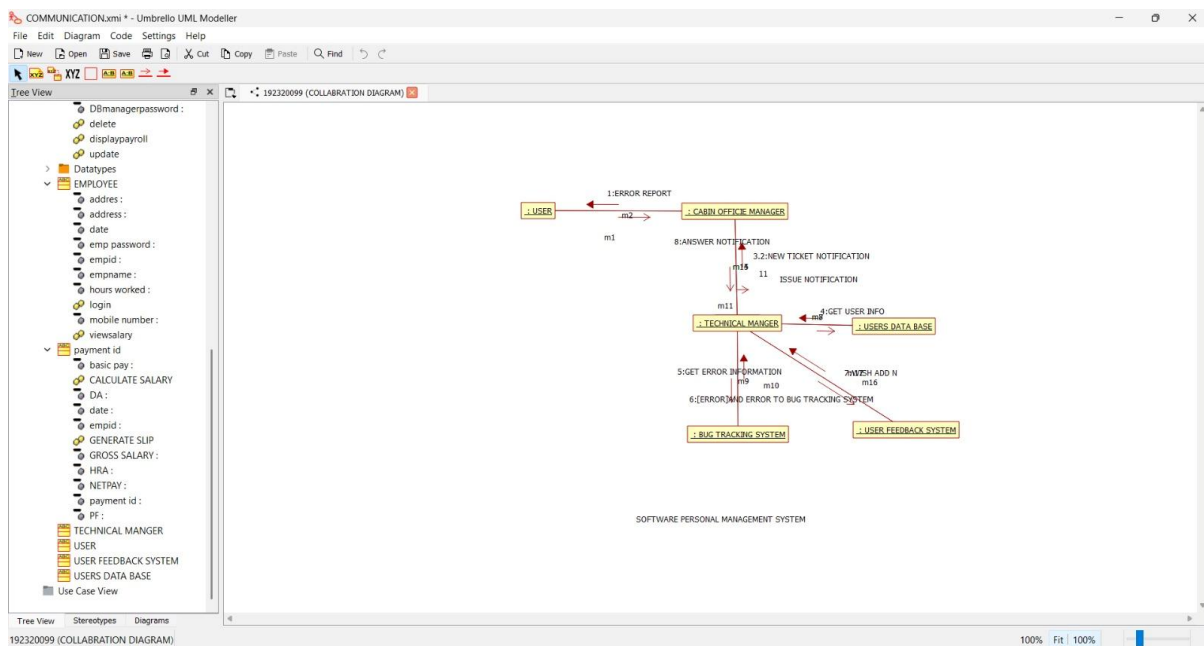 COMMUNICATION.xmi * - Umbrello UML Modeller
File Edit Diagram Code Settings Help
New Open Save Cut Copy Paste Find
XYZ XYZ A:B A:B
Tree View
192320099 (COLLABRATION DIAGRAM)
DBmanagerpassword :
delete
displaypayroll
update
Datatypes
EMPLOYEE
addres :
address :
date
emp password :
empid :
empname :
hours worked :
login
mobile number :
viewsalary
payment id
basic pay :
CALCULATE SALARY
DA :
date :
empid :
GENERATE SLIP
GROSS SALARY :
HRA :
NETPAY :
payment id :
PF :
TECHNICAL MANGER
USER
USER FEEDBACK SYSTEM
USERS DATA BASE
Use Case View
1:ERROR REPORT
: USER
m2
: CABIN OFFICIE MANAGER
m1
8:ANSWER NOTIFICATION
3.2:NEW TICKET NOTIFICATION
11
ISSUE NOTIFICATION
m11
4:GET USER INFO
: TECHNICAL MANGER
: USERS DATA BASE
5:GET ERROR INFORMATION
m9
m10
m16
6:[ERROR]AND ERROR TO BUG TRACKING SYSTEM
: BUG TRACKING SYSTEM
: USER FEEDBACK SYSTEM
SOFTWARE PERSONAL MANAGEMENT SYSTEM
Tree View Stereotypes Diagrams
192320099 (COLLABRATION DIAGRAM)
100% Fit 100%